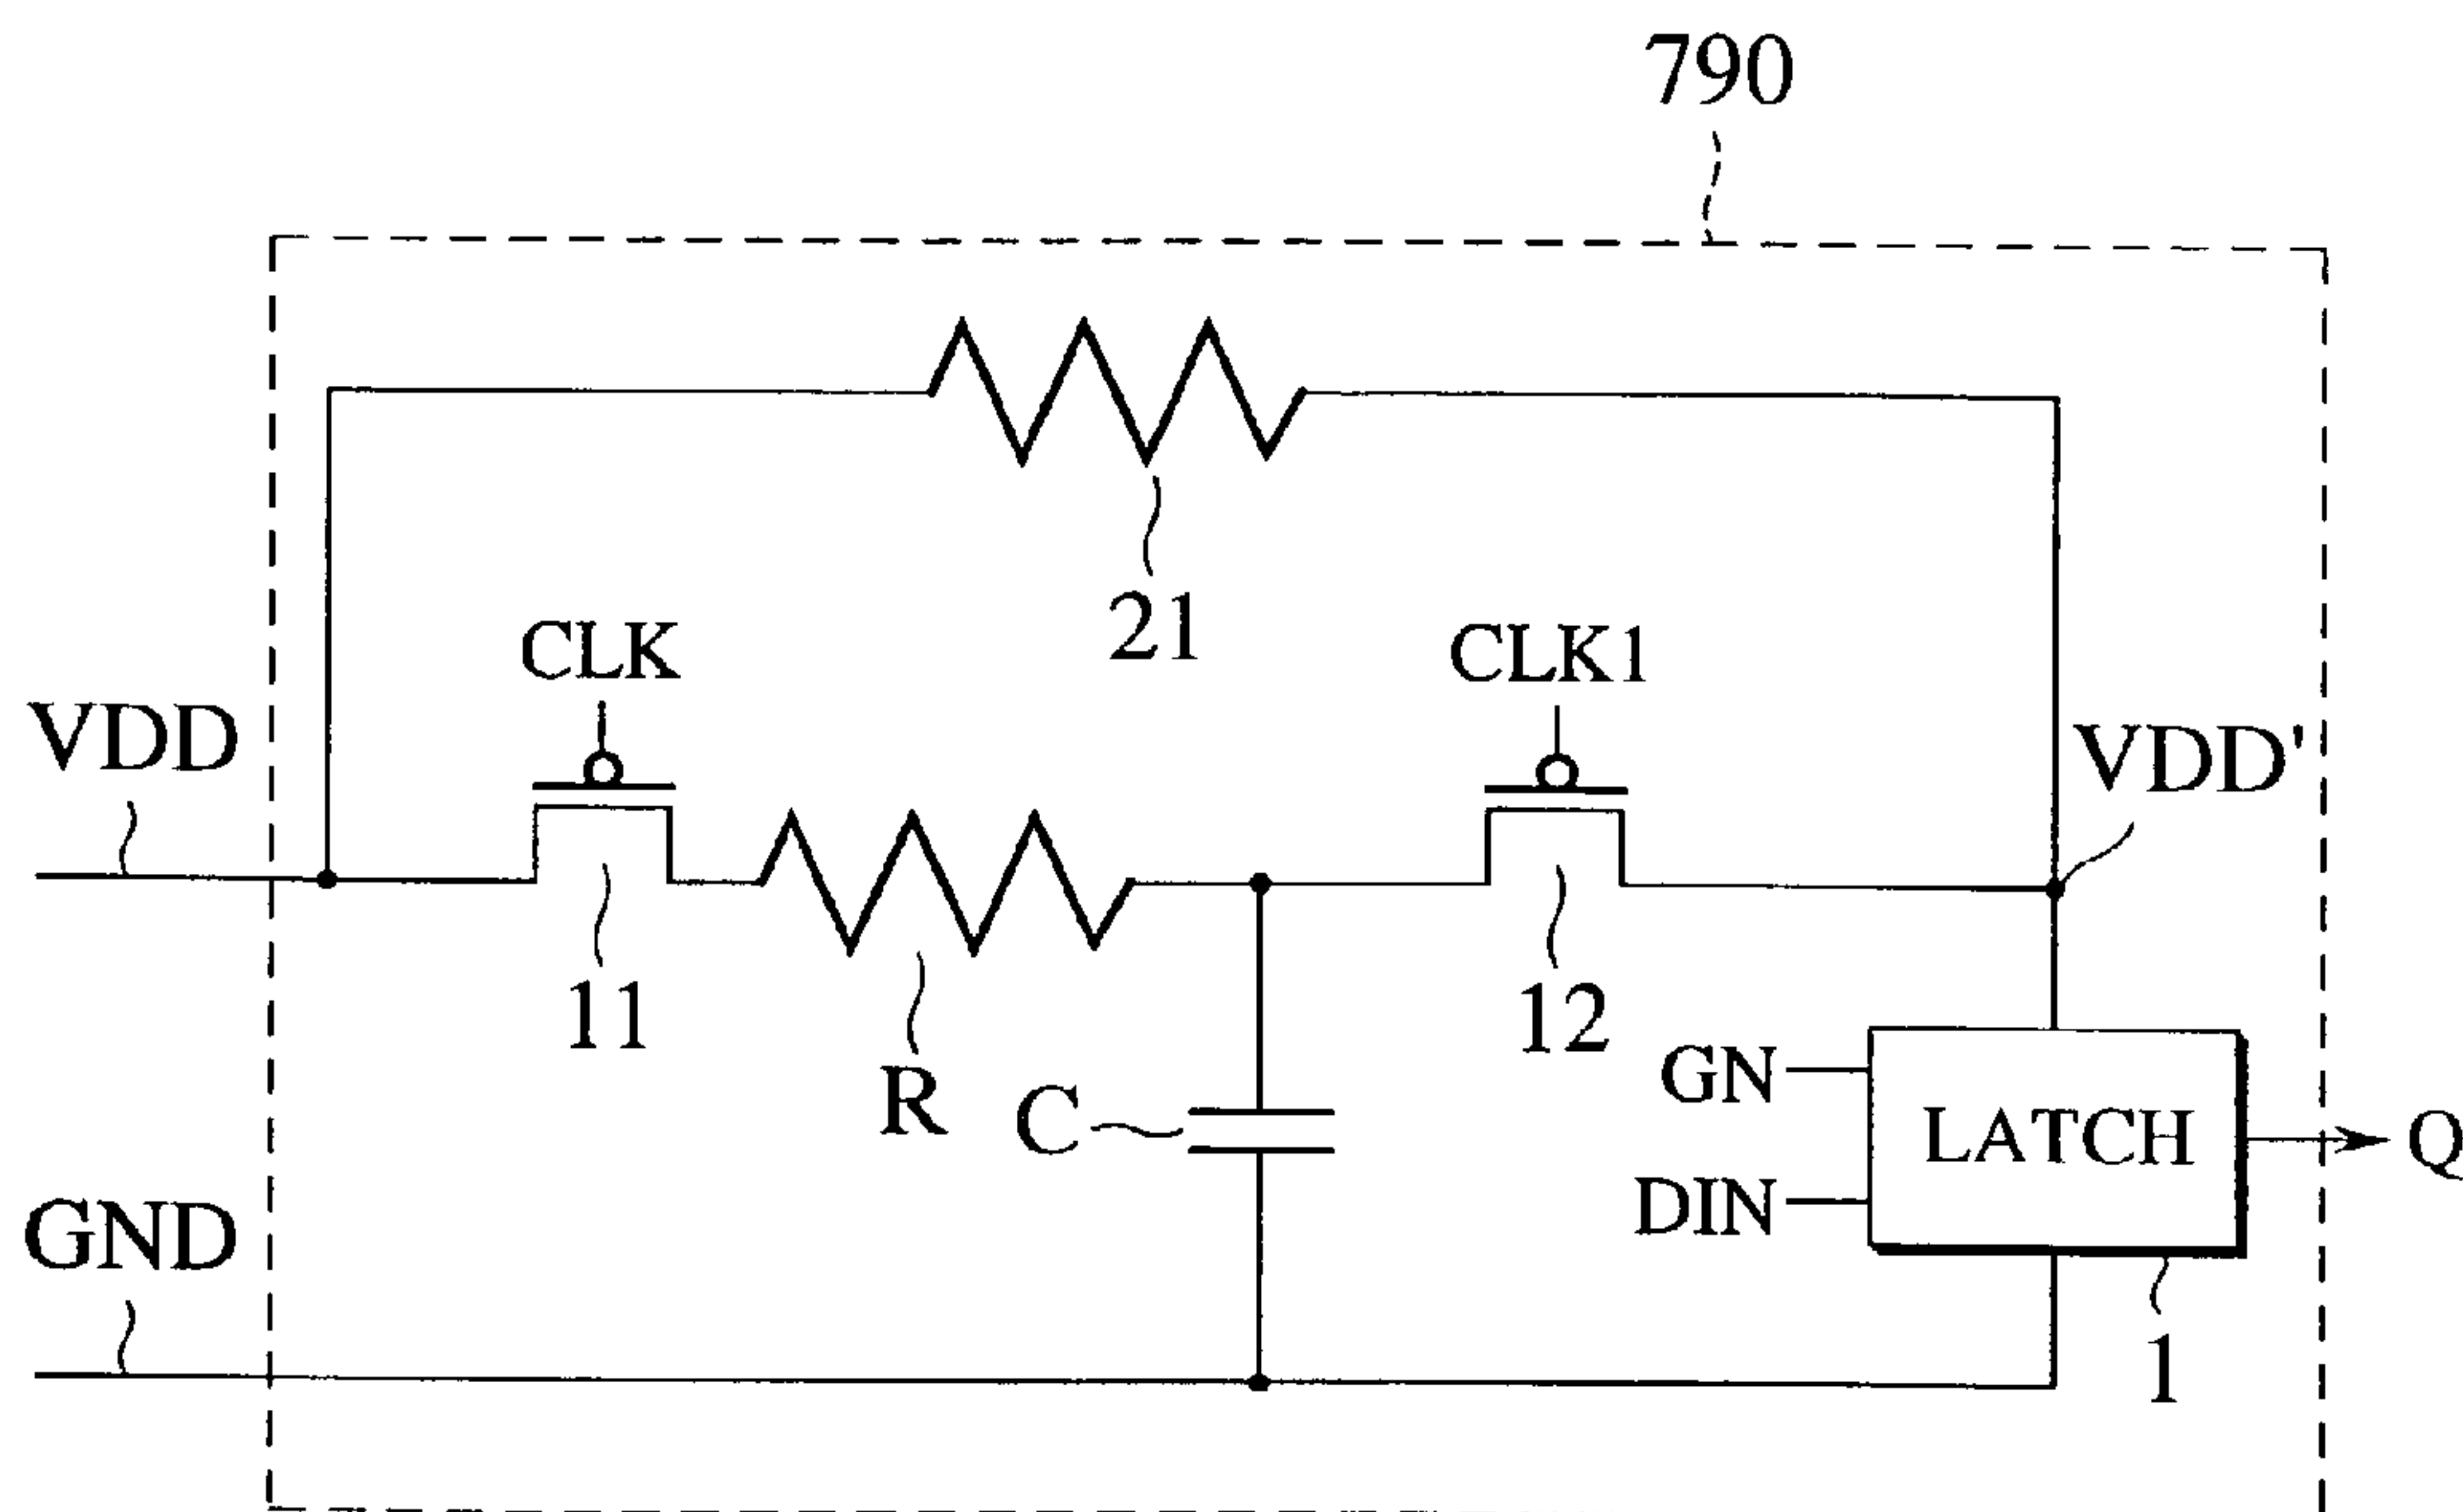 790
21
CLK
CLK1
VDD
VDD'
11
R
12
GN
C
LATCH
Q
DIN
GND
1